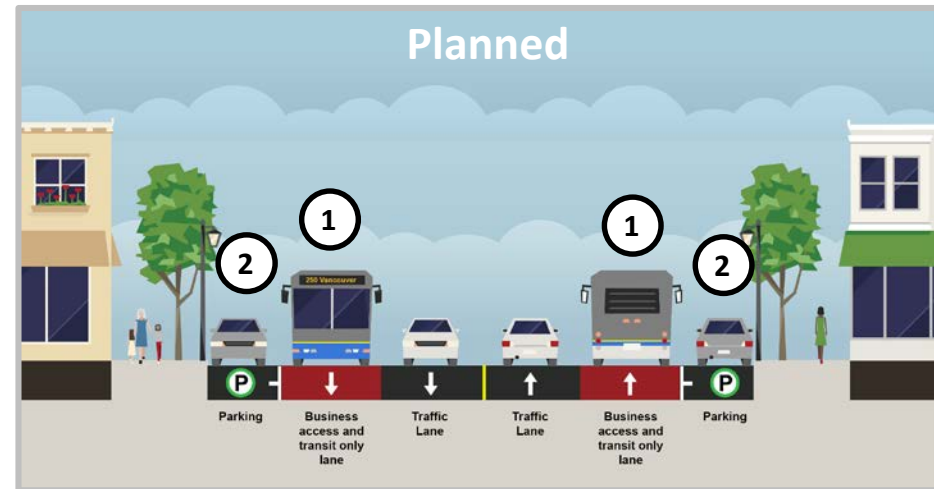 Planned
1
1
2
2
250 Vancouver
P
P
Parking
Business
access and
transit only
lane
Traffic
Lane
Traffic
Lane
Business
access and
transit only
lane
Parking